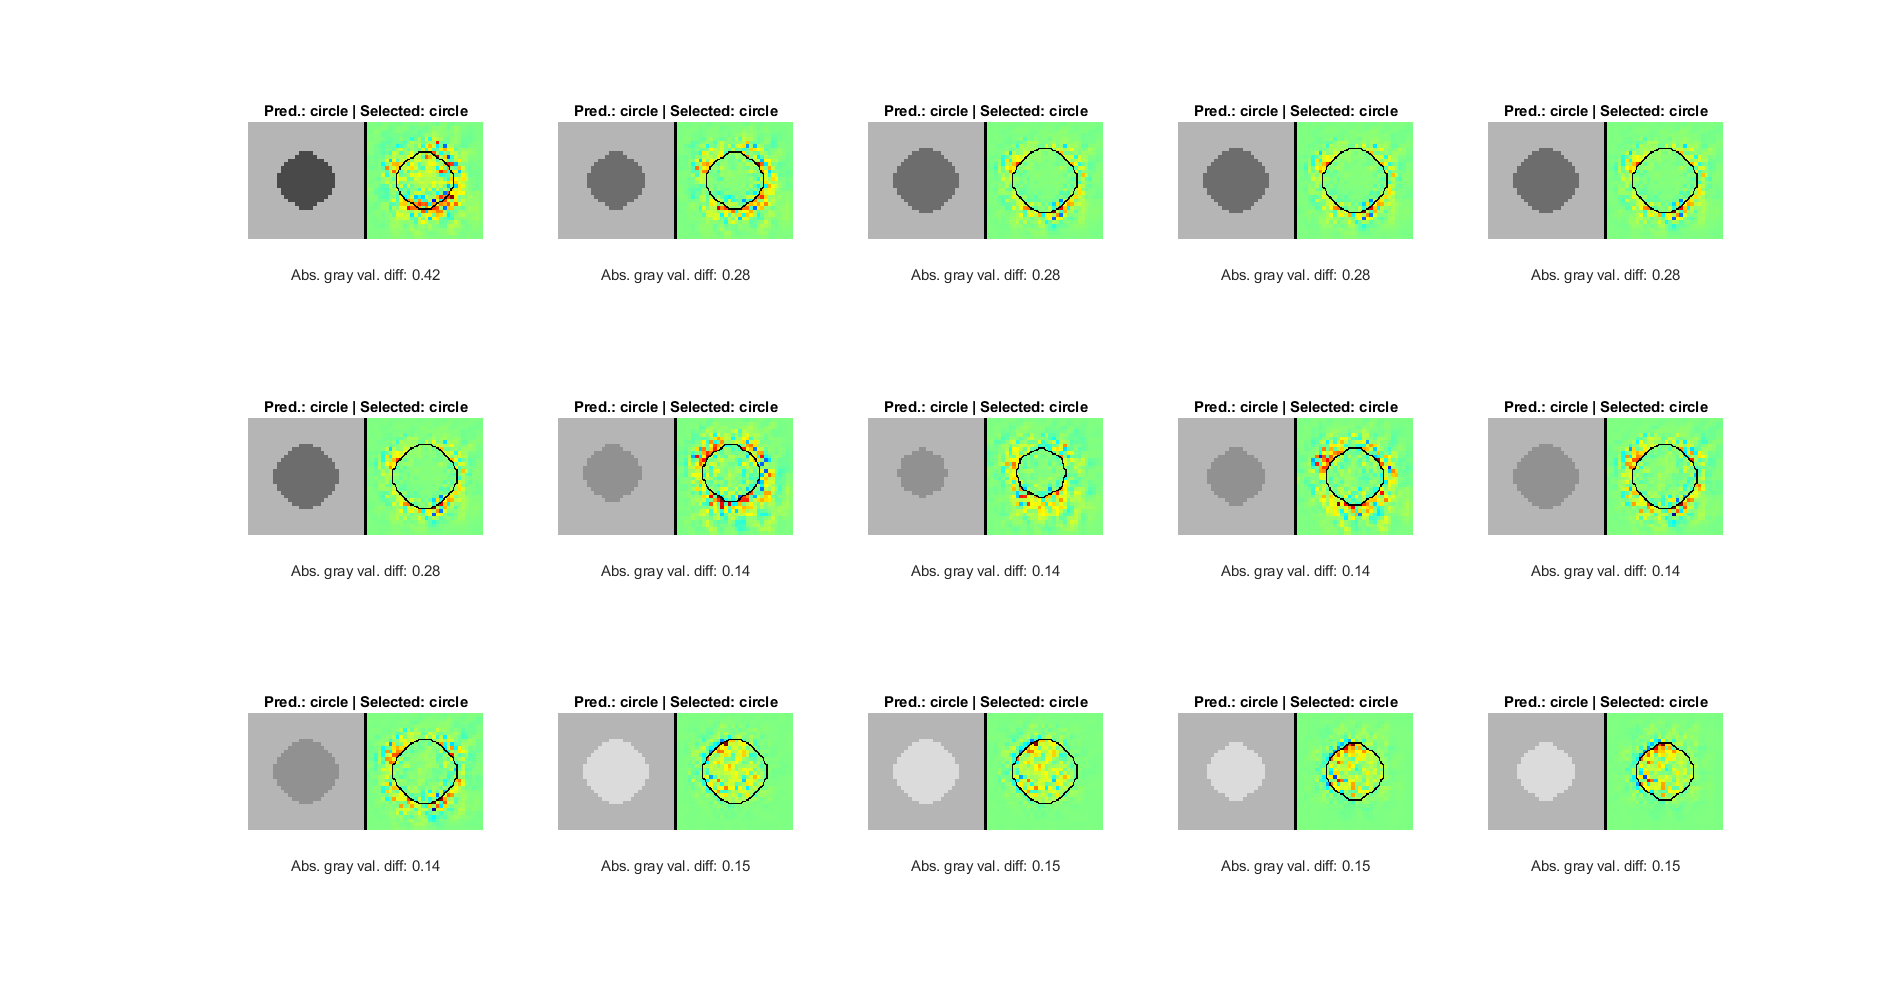 Pred.: circle | Selected: circle
Pred.: circle | Selected: circle
Pred.: circle | Selected: circle
Pred.: circle | Selected: circle
Pred.: circle | Selected: circle
Abs. gray val. diff: 0.42
Abs. gray val. diff: 0.28
Abs. gray val. diff: 0.28
Abs. gray val. diff: 0.28
Abs. gray val. diff: 0.28
Pred.: circle | Selected: circle
Pred.: circle | Selected: circle
Pred.: circle | Selected: circle
Pred.: circle | Selected: circle
Pred.: circle | Selected: circle
Abs. gray val. diff: 0.28
Abs. gray val. diff: 0.14
Abs. gray val. diff: 0.14
Abs. gray val. diff: 0.14
Abs. gray val. diff: 0.14
Pred.: circle | Selected: circle
Pred.: circle | Selected: circle
Pred.: circle | Selected: circle
Pred.: circle | Selected: circle
Pred.: circle | Selected: circle
Abs. gray val. diff: 0.14
Abs. gray val. diff: 0.15
Abs. gray val. diff: 0.15
Abs. gray val. diff: 0.15
Abs. gray val. diff: 0.15